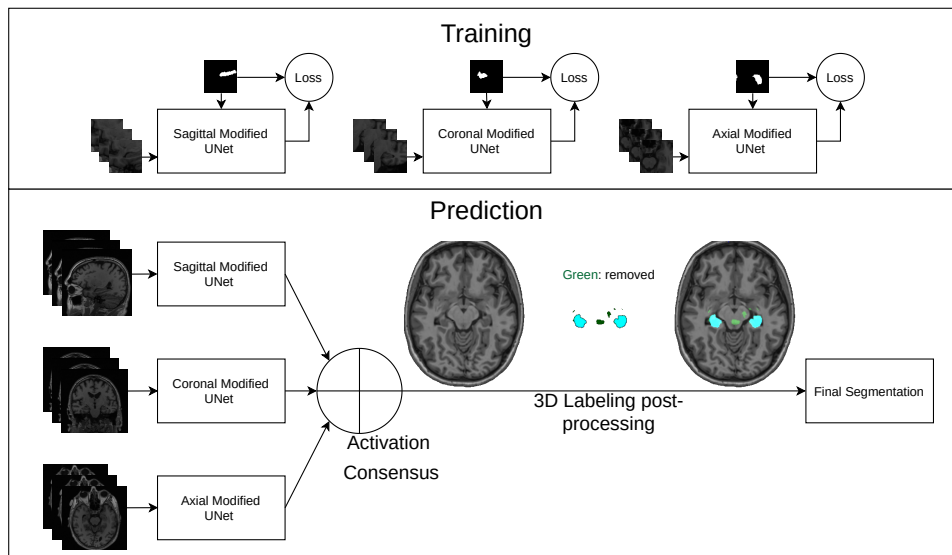 Training
Loss
Loss
Loss
Sagittal Modified
UNet
Coronal Modified
UNet
Axial Modified
UNet
Prediction
Sagittal Modified
UNet
Green: removed
Coronal Modified
UNet
Final Segmentation
3D Labeling post-
processing
Activation
Consensus
Axial Modified
UNet